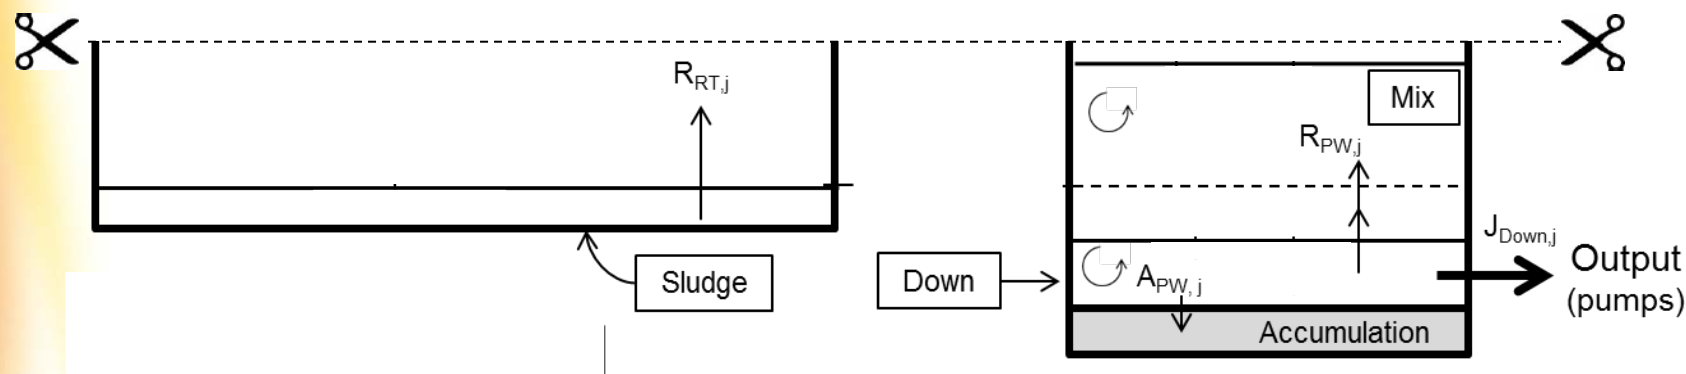 R_RT,j
Mix
R_PW,j
J_Down,j
Output
(pumps)
Sludge
Down
A_PW, j
Accumulation